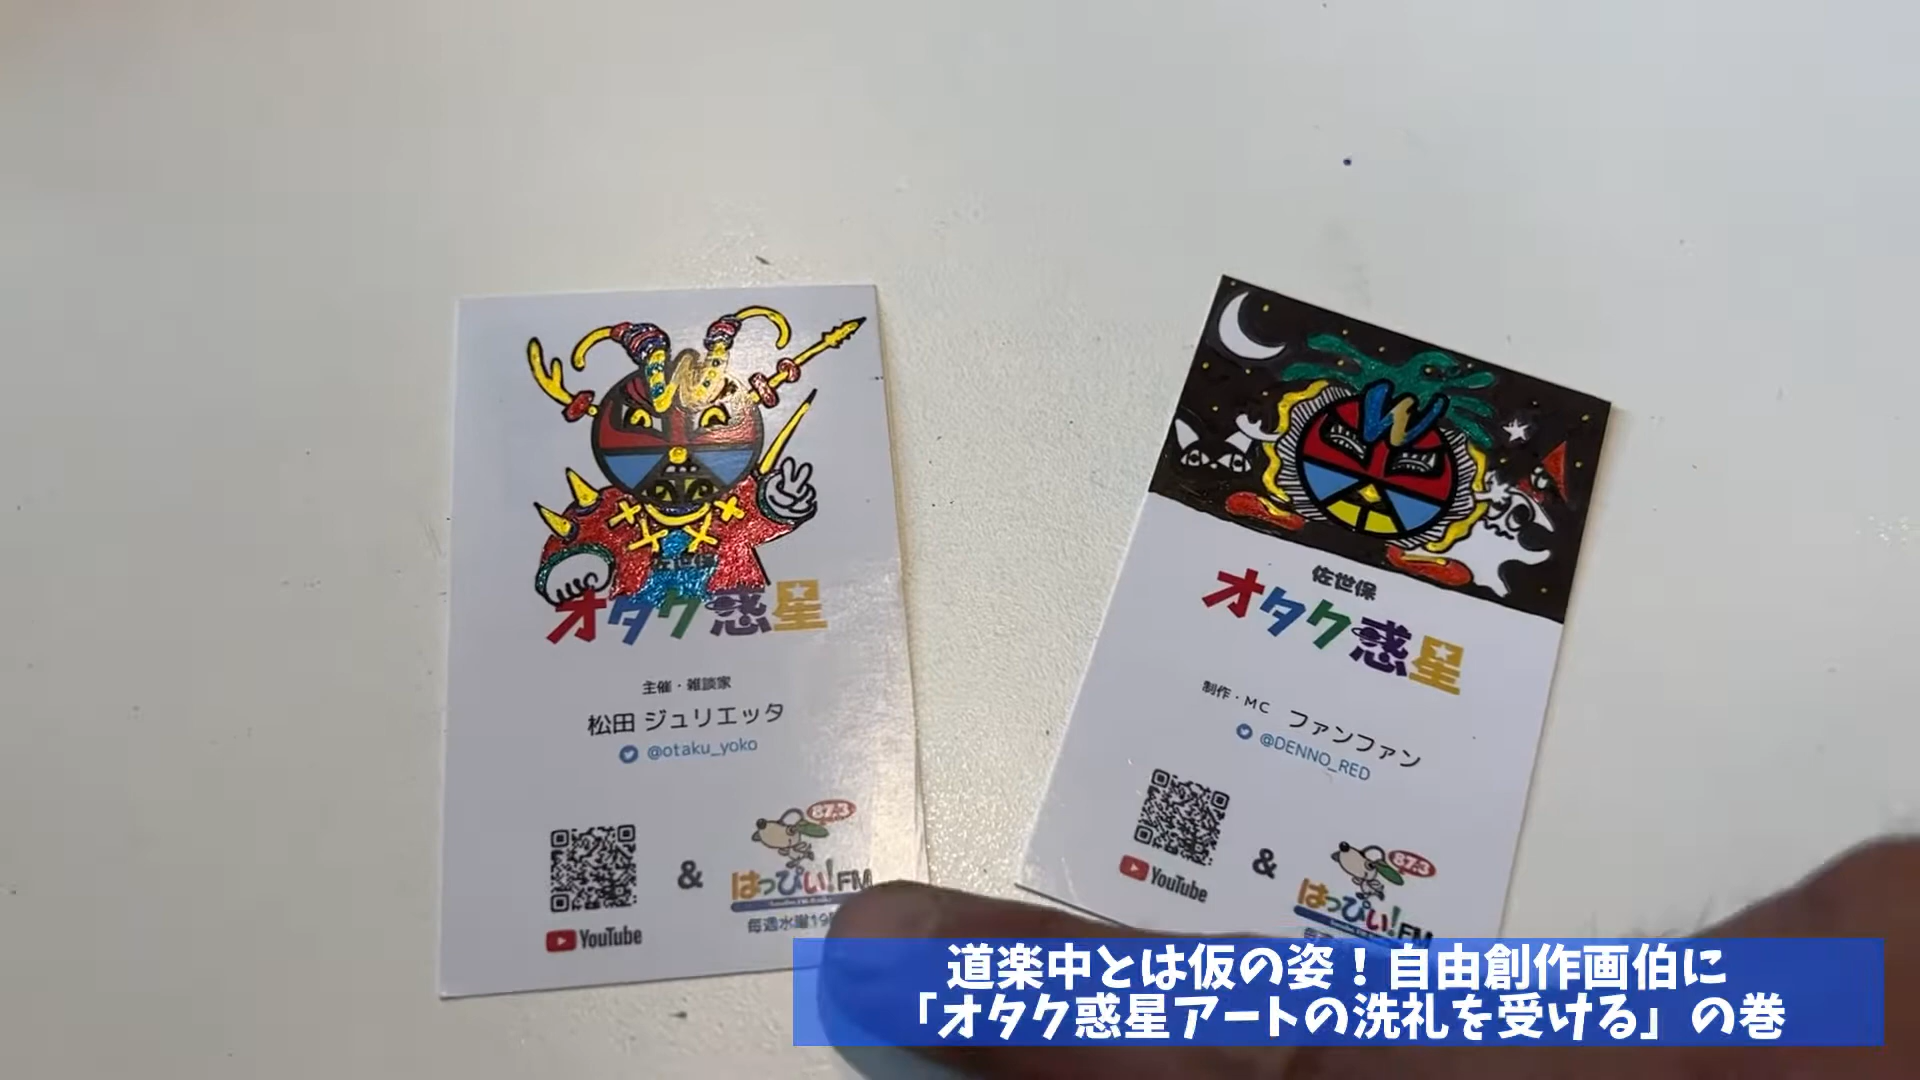 W
佐世保
オタク惑星
主催・雑談家
松田 ジュリエッタ
@otaku_yoko
YouTube
&
87.3
はっぴぃ!FM
毎週水曜19
W
佐世保
オタク惑星
制作・MC ファンファン
@DENNO_RED
YouTube
&
87.3
はっぴぃ!FM
道楽中とは仮の姿！自由創作画伯に
「オタク惑星アートの洗礼を受ける」の巻